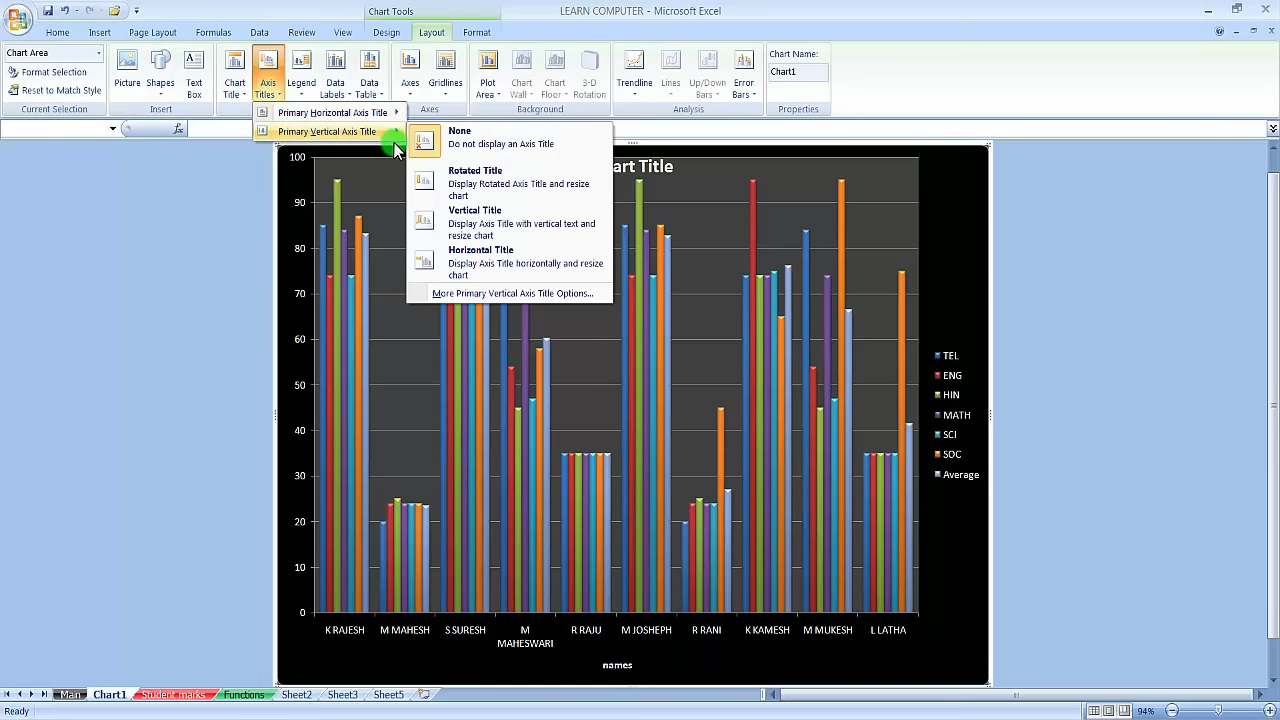 Chart Tools
LEARN COMPUTER - Microsoft Excel
Home
Insert
Page Layout
Formulas
Data
Review
View
Design
Layout
Format
Chart Area
Format Selection
Reset to Match Style
Current Selection
Picture
Shapes
Text
Box
Insert
Chart
Title
Axis
Titles
Legend
Data
Labels
Data
Table
Axes
Gridlines
Axes
Plot
Area
Chart
Wall
Chart
Floor
3-D
Rotation
Background
Trendline
Lines
Up/Down
Bars
Error
Bars
Analysis
Chart Name:
Chart1
Properties
Primary Horizontal Axis Title
Primary Vertical Axis Title
fx
None
Do not display an Axis Title
Rotated Title
Display Rotated Axis Title and resize
chart
Vertical Title
Display Axis Title with vertical text and
resize chart
Horizontal Title
Display Axis Title horizontally and resize
chart
More Primary Vertical Axis Title Options...
art Title
100
90
80
70
60
50
40
30
20
10
0
TEL
ENG
HIN
MATH
SCI
SOC
Average
K RAJESH
M MAHESH
S SURESH
M
MAHESWARI
R RAJU
M JOSHEPH
R RANI
K KAMESH
M MUKESH
L LATHA
names
Man
Chart1
Student marks
Functions
Sheet2
Sheet3
Sheet5
Ready
94%